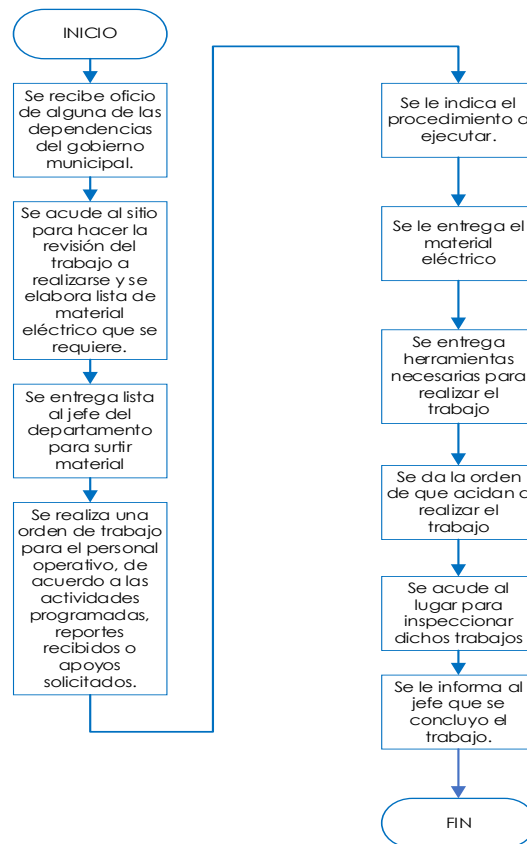 INICIO
Se recibe oficio
de alguna de las
dependencias
del gobierno
municipal.
Se acude al sitio
para hacer la
revisión del
trabajo a
realizarse y se
elabora lista de
material
eléctrico que se
requiere.
Se entrega lista
al jefe del
departamento
para surtir
material
Se realiza una
orden de trabajo
para el personal
operativo, de
acuerdo a las
actividades
programadas,
reportes
recibidos o
apoyos
solicitados.
Se le indica el
procedimiento a
ejecutar.
Se le entrega el
material
eléctrico
Se entrega
herramientas
necesarias para
realizar el
trabajo
Se da la orden
de que acidan a
realizar el
trabajo
Se acude al
lugar para
inspeccionar
dichos trabajos
Se le informa al
jefe que se
concluyo el
trabajo.
FIN